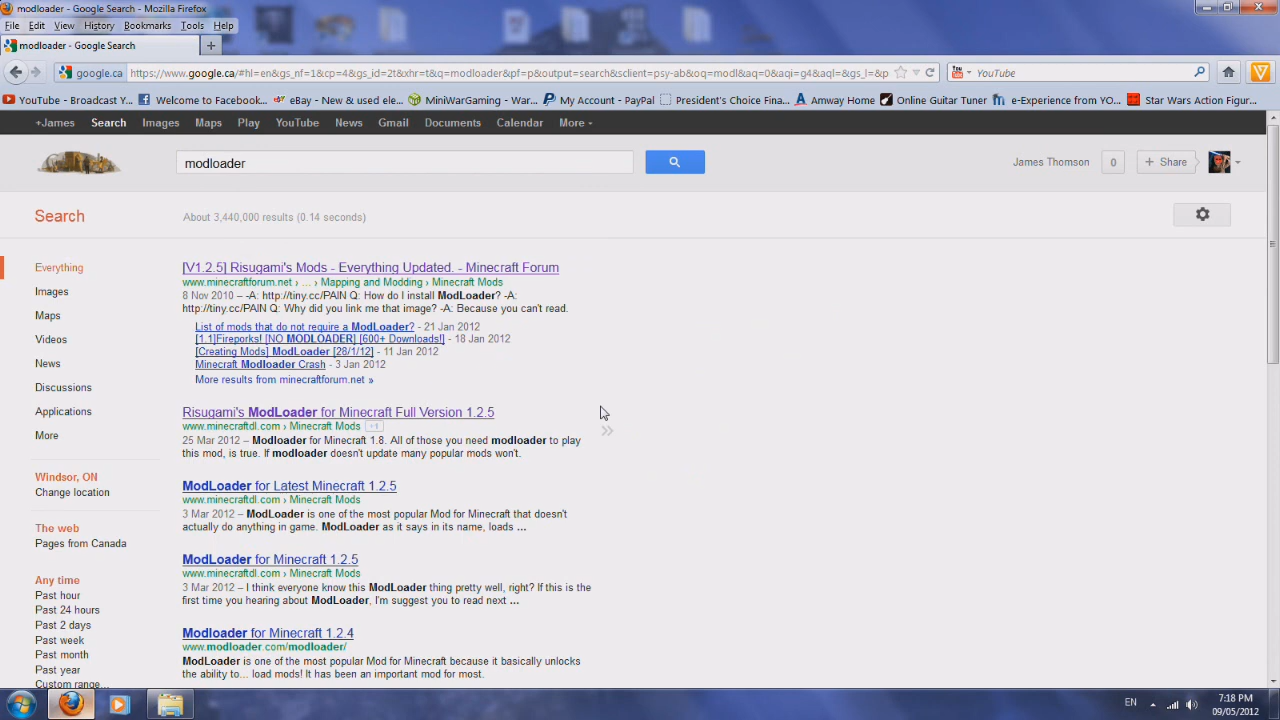 modloader - Google Search - Mozilla Firefox
File Edit View History Bookmarks Tools Help
modloader - Google Search
google.ca https://www.google.ca/#hl=en&gs_nf=1&cp=4&gs_id=2t&xhr=t&q=modloader&pf=p&output=search&sclient=psy-ab&oq=modl&aq=0&aqi=g4&aql=&gs_l=&p
YouTube
YouTube - Broadcast Y... Welcome to Facebook... eBay - New & used ele... MiniWarGaming - War... My Account - PayPal President's Choice Fina... Amway Home Online Guitar Tuner e-Experience from YO... Star Wars Action Figur...
+James Search Images Maps Play YouTube News Gmail Documents Calendar More
modloader
James Thomson 0 + Share
Search
About 3,440,000 results (0.14 seconds)
Everything
Images
Maps
Videos
News
Discussions
Applications
More
Windsor, ON
Change location
The web
Pages from Canada
Any time
Past hour
Past 24 hours
Past 2 days
Past week
Past month
Past year
Custom range...
[V1.2.5] Risugami's Mods - Everything Updated. - Minecraft Forum
www.minecraftforum.net › ... › Mapping and Modding › Minecraft Mods
8 Nov 2010 – -A: http://tiny.cc/PAIN Q: How do I install ModLoader? -A:
http://tiny.cc/PAIN Q: Why did you link me that image? -A: Because you can't read.
List of mods that do not require a ModLoader? - 21 Jan 2012
[1.1]Fireporks! [NO MODLOADER] [600+ Downloads!] - 18 Jan 2012
[Creating Mods] ModLoader [28/1/12] - 11 Jan 2012
Minecraft Modloader Crash - 3 Jan 2012
More results from minecraftforum.net »
Risugami's ModLoader for Minecraft Full Version 1.2.5
www.minecraftdl.com › Minecraft Mods +1
25 Mar 2012 – Modloader for Minecraft 1.8. All of those you need modloader to play
this mod, is true. If modloader doesn't update many popular mods won't.
ModLoader for Latest Minecraft 1.2.5
www.minecraftdl.com › Minecraft Mods
3 Mar 2012 – ModLoader is one of the most popular Mod for Minecraft that doesn't
actually do anything in game. ModLoader as it says in its name, loads ...
ModLoader for Minecraft 1.2.5
www.minecraftdl.com › Minecraft Mods
3 Mar 2012 – I think everyone know this ModLoader thing pretty well, right? If this is the
first time you hearing about ModLoader, I'm suggest you to read next ...
Modloader for Minecraft 1.2.4
www.modloader.com/modloader/
ModLoader is one of the most popular Mod for Minecraft because it basically unlocks
the ability to... load mods! It has been an important mod for most.
EN
7:18 PM
09/05/2012